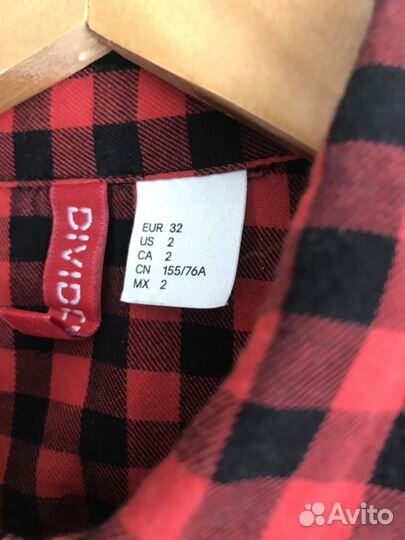 DIVIDED
EUR 32
US 2
CA 2
CN 155/76A
MX 2
Avito